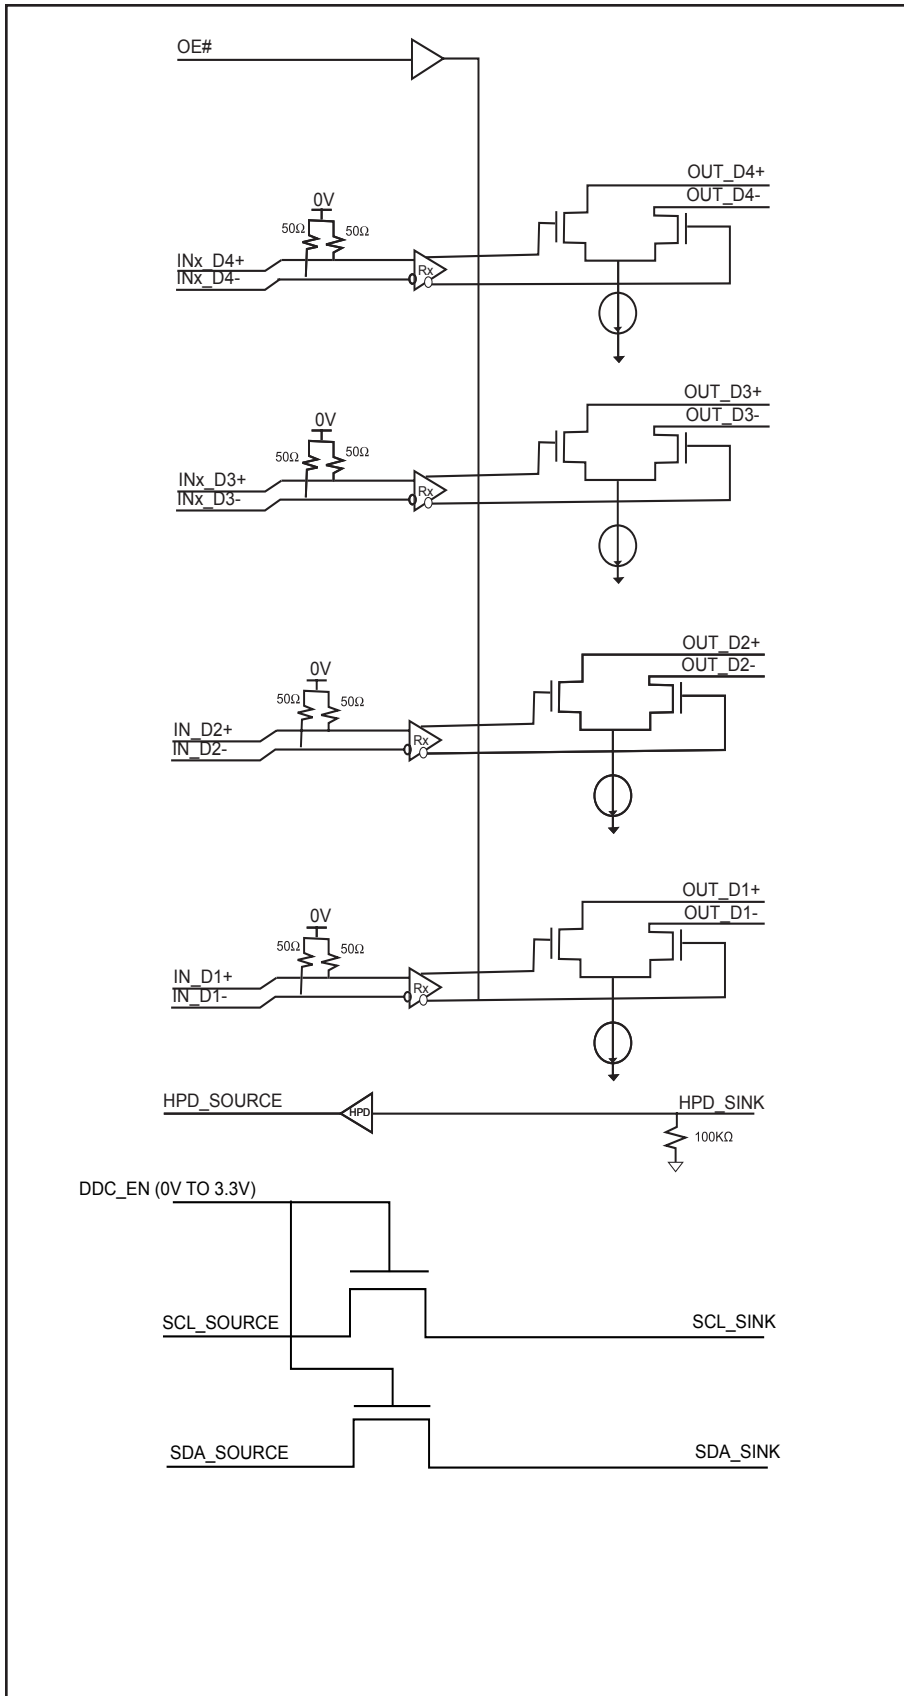 OE#
OUT_D4+
OUT_D4-
0V
50Ω
50Ω
INx_D4+
INx_D4-
Rx
OUT_D3+
OUT_D3-
0V
50Ω
50Ω
INx_D3+
INx_D3-
Rx
OUT_D2+
OUT_D2-
0V
50Ω
50Ω
IN_D2+
IN_D2-
Rx
OUT_D1+
OUT_D1-
0V
50Ω
50Ω
IN_D1+
IN_D1-
Rx
HPD_SOURCE
HPD
HPD_SINK
100KΩ
DDC_EN (0V TO 3.3V)
SCL_SOURCE
SCL_SINK
SDA_SOURCE
SDA_SINK